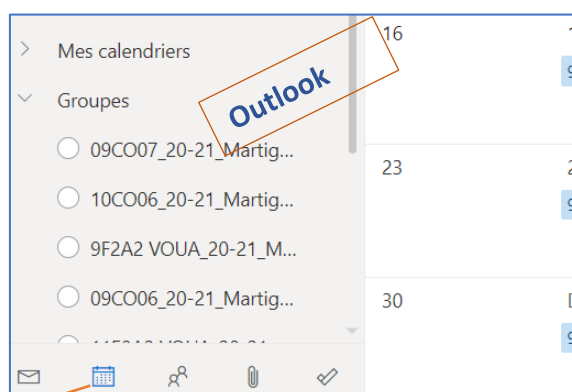 Mes calendriers
Groupes
09CO07_20-21_Martig...
10CO06_20-21_Martig...
9F2A2 VOUA_20-21_M...
09CO06_20-21_Martig...
Outlook
16
23
30